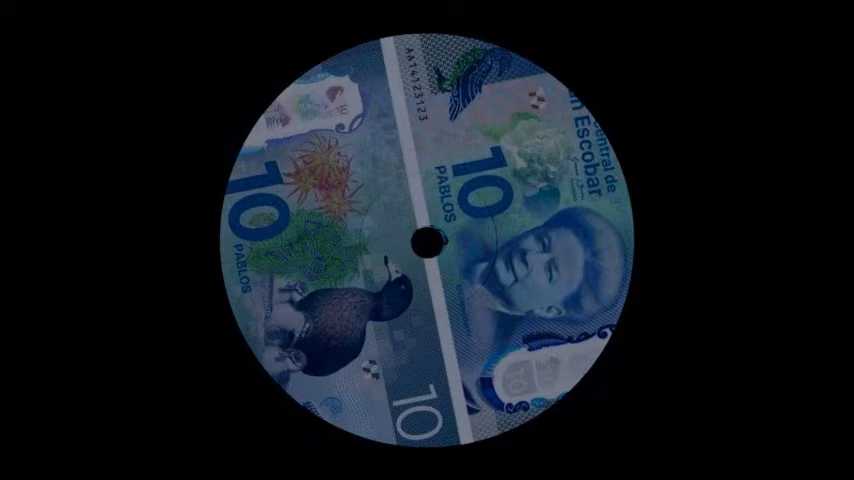 AA14123123
10
PABLOS
10
PABLOS
10
Central de
n Escobar